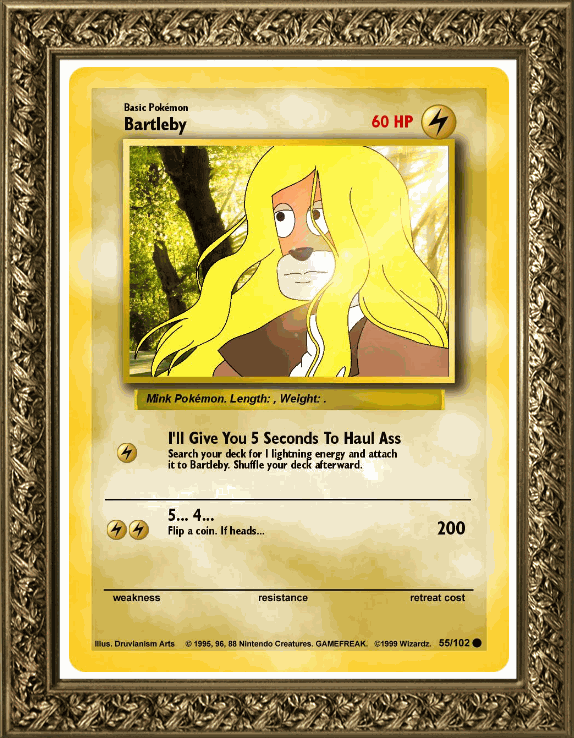 Basic Pokémon
Bartleby
60 HP
Mink Pokémon. Length: , Weight: .
I'll Give You 5 Seconds To Haul Ass
Search your deck for 1 lightning energy and attach
it to Bartleby. Shuffle your deck afterward.
5... 4...
Flip a coin. If heads...
200
weakness resistance retreat cost
Illus. Druvianism Arts © 1995, 96, 88 Nintendo Creatures. GAMEFREAK. ©1999 Wizardz. 55/102